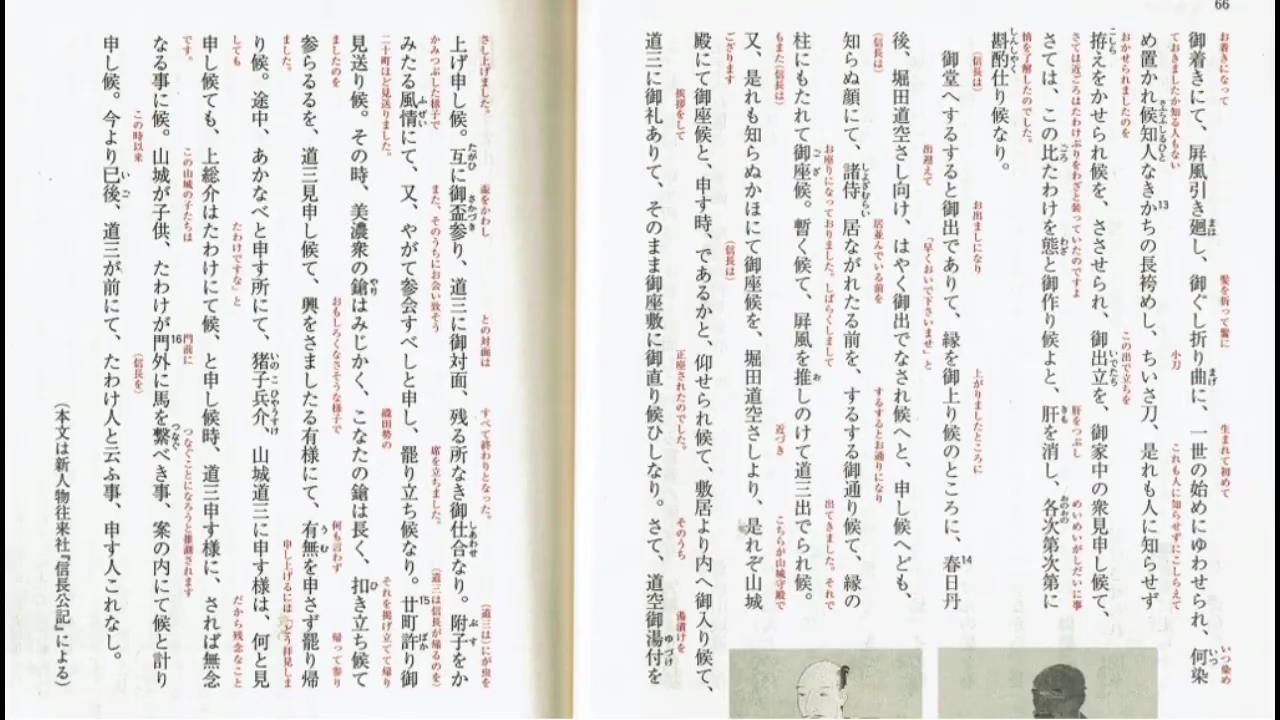 66
御着きにて、屏風引き廻し、御ぐし折り曲に、一世の始めにゆわせられ、何染
め置かれ候知人なきかちの長袴めし、ちいさ刀、是れも人に知らせず
拵えをかせられ候を、ささせられ、御出立を、御家中の衆見申し候て、
さては、この比たわけを態と御作り候よと、肝を消し、各次第次第に
斟酌仕り候なり。
御堂へするすると御出でありて、縁を御上り候のところに、春日丹
後、堀田道空さし向け、はやく御出でなされ候へと、申し候へども、
知らぬ顔にて、諸侍居ながれたる前を、するする御通り候て、縁の
柱にもたれて御座候。暫く候て、屏風を推しのけて道三出でられ候。
又、是れも知らぬかほにて御座候を、堀田道空さしより、是れぞ山城
殿にて御座候と、申す時、であるかと、仰せられ候て、敷居より内へ御入り候て、
道三に御礼ありて、そのまま御座敷に御直り候ひしなり。さて、道空御湯付を
上げ申し候。互に御盃参り、道三に御対面、残る所なき御仕合なり。附子をか
みたる風情にて、又、やがて参会すべしと申し、罷り立ち候なり。廿町許り御
見送り候。その時、美濃衆の鎗はみじかく、こなたの鎗は長く、扣き立ち候て
参らるるを、道三見申し候て、興をさましたる有様にて、有無を申さず罷り帰
り候。途中、あかなべと申す所にて、猪子兵介、山城道三に申す様は、何と見
申し候ても、上総介はたわけにて候、と申し候時、道三申す様に、されば無念
なる事に候。山城が子供、たわけが門外に馬を繋べき事、案の内にて候と計り
申し候。今より已後、道三が前にて、たわけ人と云ふ事、申す人これなし。
（本文は新人物往来社『信長公記』による）